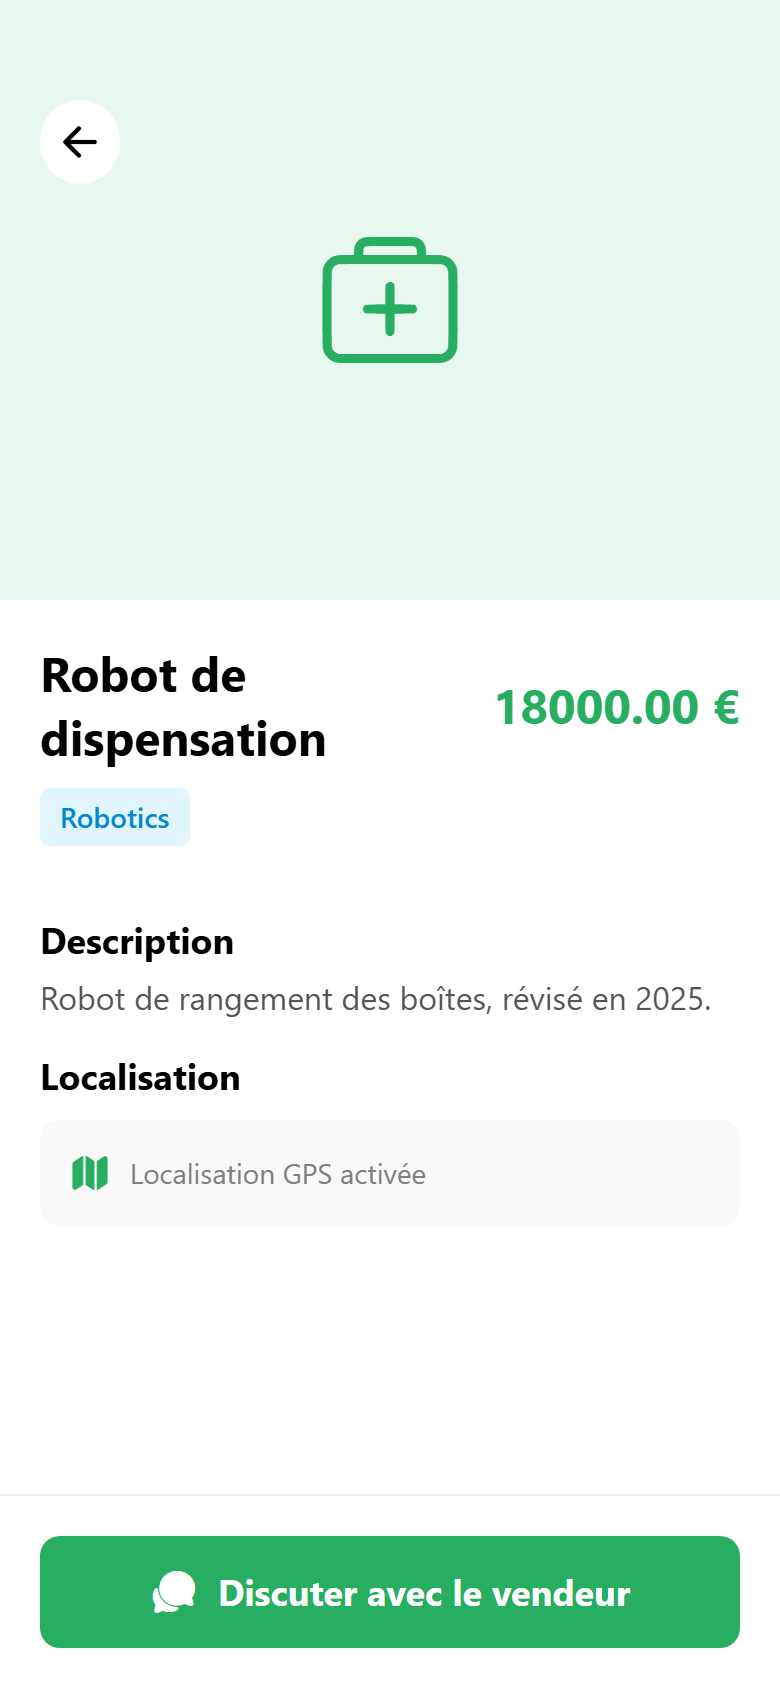 Robot de
dispensation
18000.00 €
Robotics
Description
Robot de rangement des boîtes, révisé en 2025.
Localisation
Localisation GPS activée
Discuter avec le vendeur